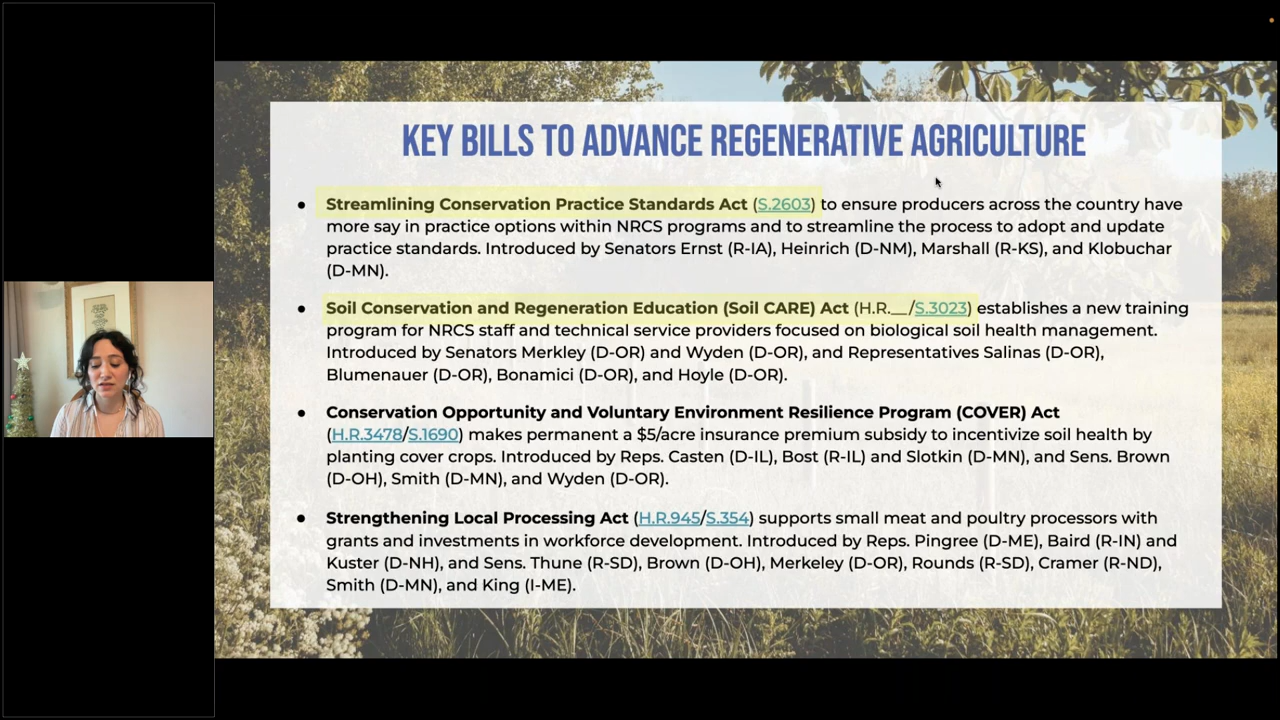 KEY BILLS TO ADVANCE REGENERATIVE AGRICULTURE
● Streamlining Conservation Practice Standards Act (S.2603) to ensure producers across the country have
more say in practice options within NRCS programs and to streamline the process to adopt and update
practice standards. Introduced by Senators Ernst (R-IA), Heinrich (D-NM), Marshall (R-KS), and Klobuchar
(D-MN).
● Soil Conservation and Regeneration Education (Soil CARE) Act (H.R.__/S.3023) establishes a new training
program for NRCS staff and technical service providers focused on biological soil health management.
Introduced by Senators Merkley (D-OR) and Wyden (D-OR), and Representatives Salinas (D-OR),
Blumenauer (D-OR), Bonamici (D-OR), and Hoyle (D-OR).
● Conservation Opportunity and Voluntary Environment Resilience Program (COVER) Act
(H.R.3478/S.1690) makes permanent a $5/acre insurance premium subsidy to incentivize soil health by
planting cover crops. Introduced by Reps. Casten (D-IL), Bost (R-IL) and Slotkin (D-MN), and Sens. Brown
(D-OH), Smith (D-MN), and Wyden (D-OR).
● Strengthening Local Processing Act (H.R.945/S.354) supports small meat and poultry processors with
grants and investments in workforce development. Introduced by Reps. Pingree (D-ME), Baird (R-IN) and
Kuster (D-NH), and Sens. Thune (R-SD), Brown (D-OH), Merkeley (D-OR), Rounds (R-SD), Cramer (R-ND),
Smith (D-MN), and King (I-ME).